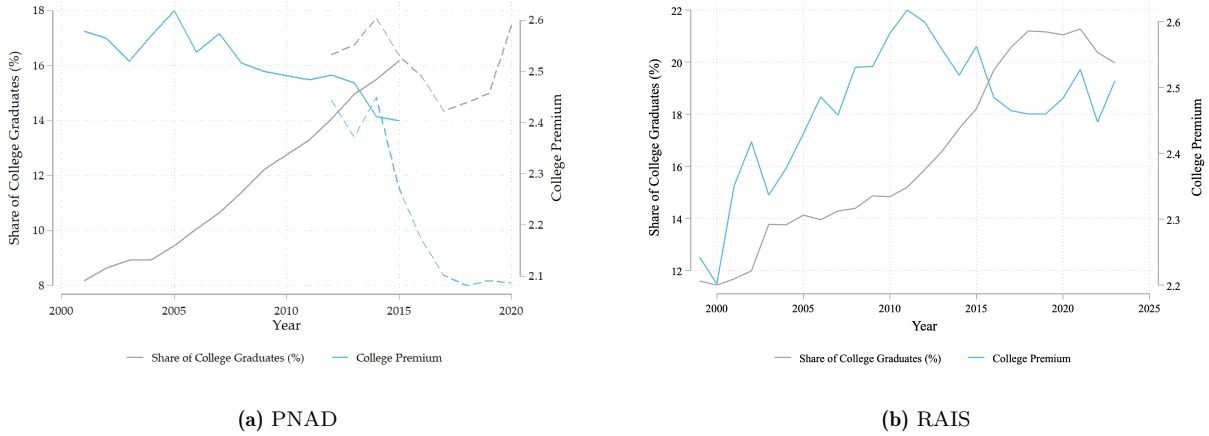 Share of College Graduates (%)
18
16
14
12
10
8
2.6
2.5
2.4
2.3
2.2
2.1
College Premium
2000
2005
2010
2015
2020
Year
Share of College Graduates (%)
College Premium
(a) PNAD
Share of College Graduates (%)
22
20
18
16
14
12
2.6
2.5
2.4
2.3
2.2
College Premium
2000
2005
2010
2015
2020
2025
Year
Share of College Graduates (%)
College Premium
(b) RAIS